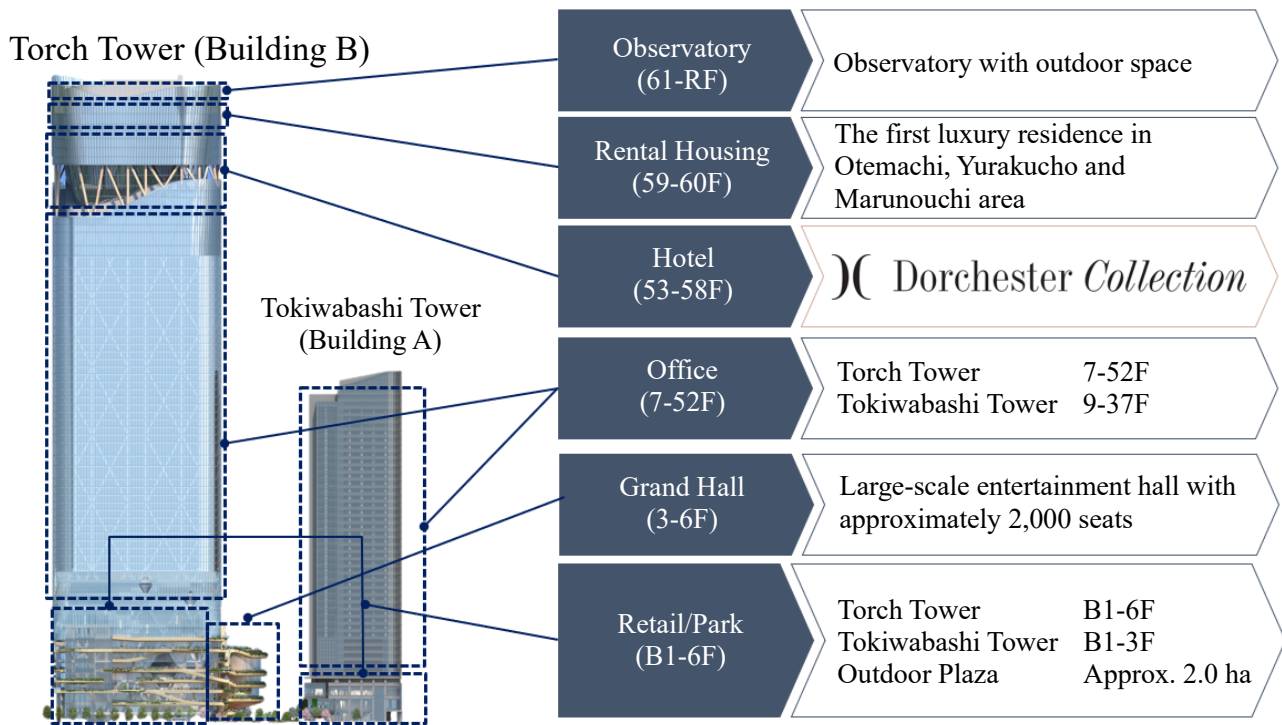 Torch Tower (Building B)
Tokiwabashi Tower
(Building A)
Observatory
(61-RF)
Observatory with outdoor space
Rental Housing
(59-60F)
The first luxury residence in
Otemachi, Yurakucho and
Marunouchi area
Hotel
(53-58F)
Dorchester Collection
Office
(7-52F)
Torch Tower 7-52F
Tokiwabashi Tower 9-37F
Grand Hall
(3-6F)
Large-scale entertainment hall with
approximately 2,000 seats
Retail/Park
(B1-6F)
Torch Tower B1-6F
Tokiwabashi Tower B1-3F
Outdoor Plaza Approx. 2.0 ha